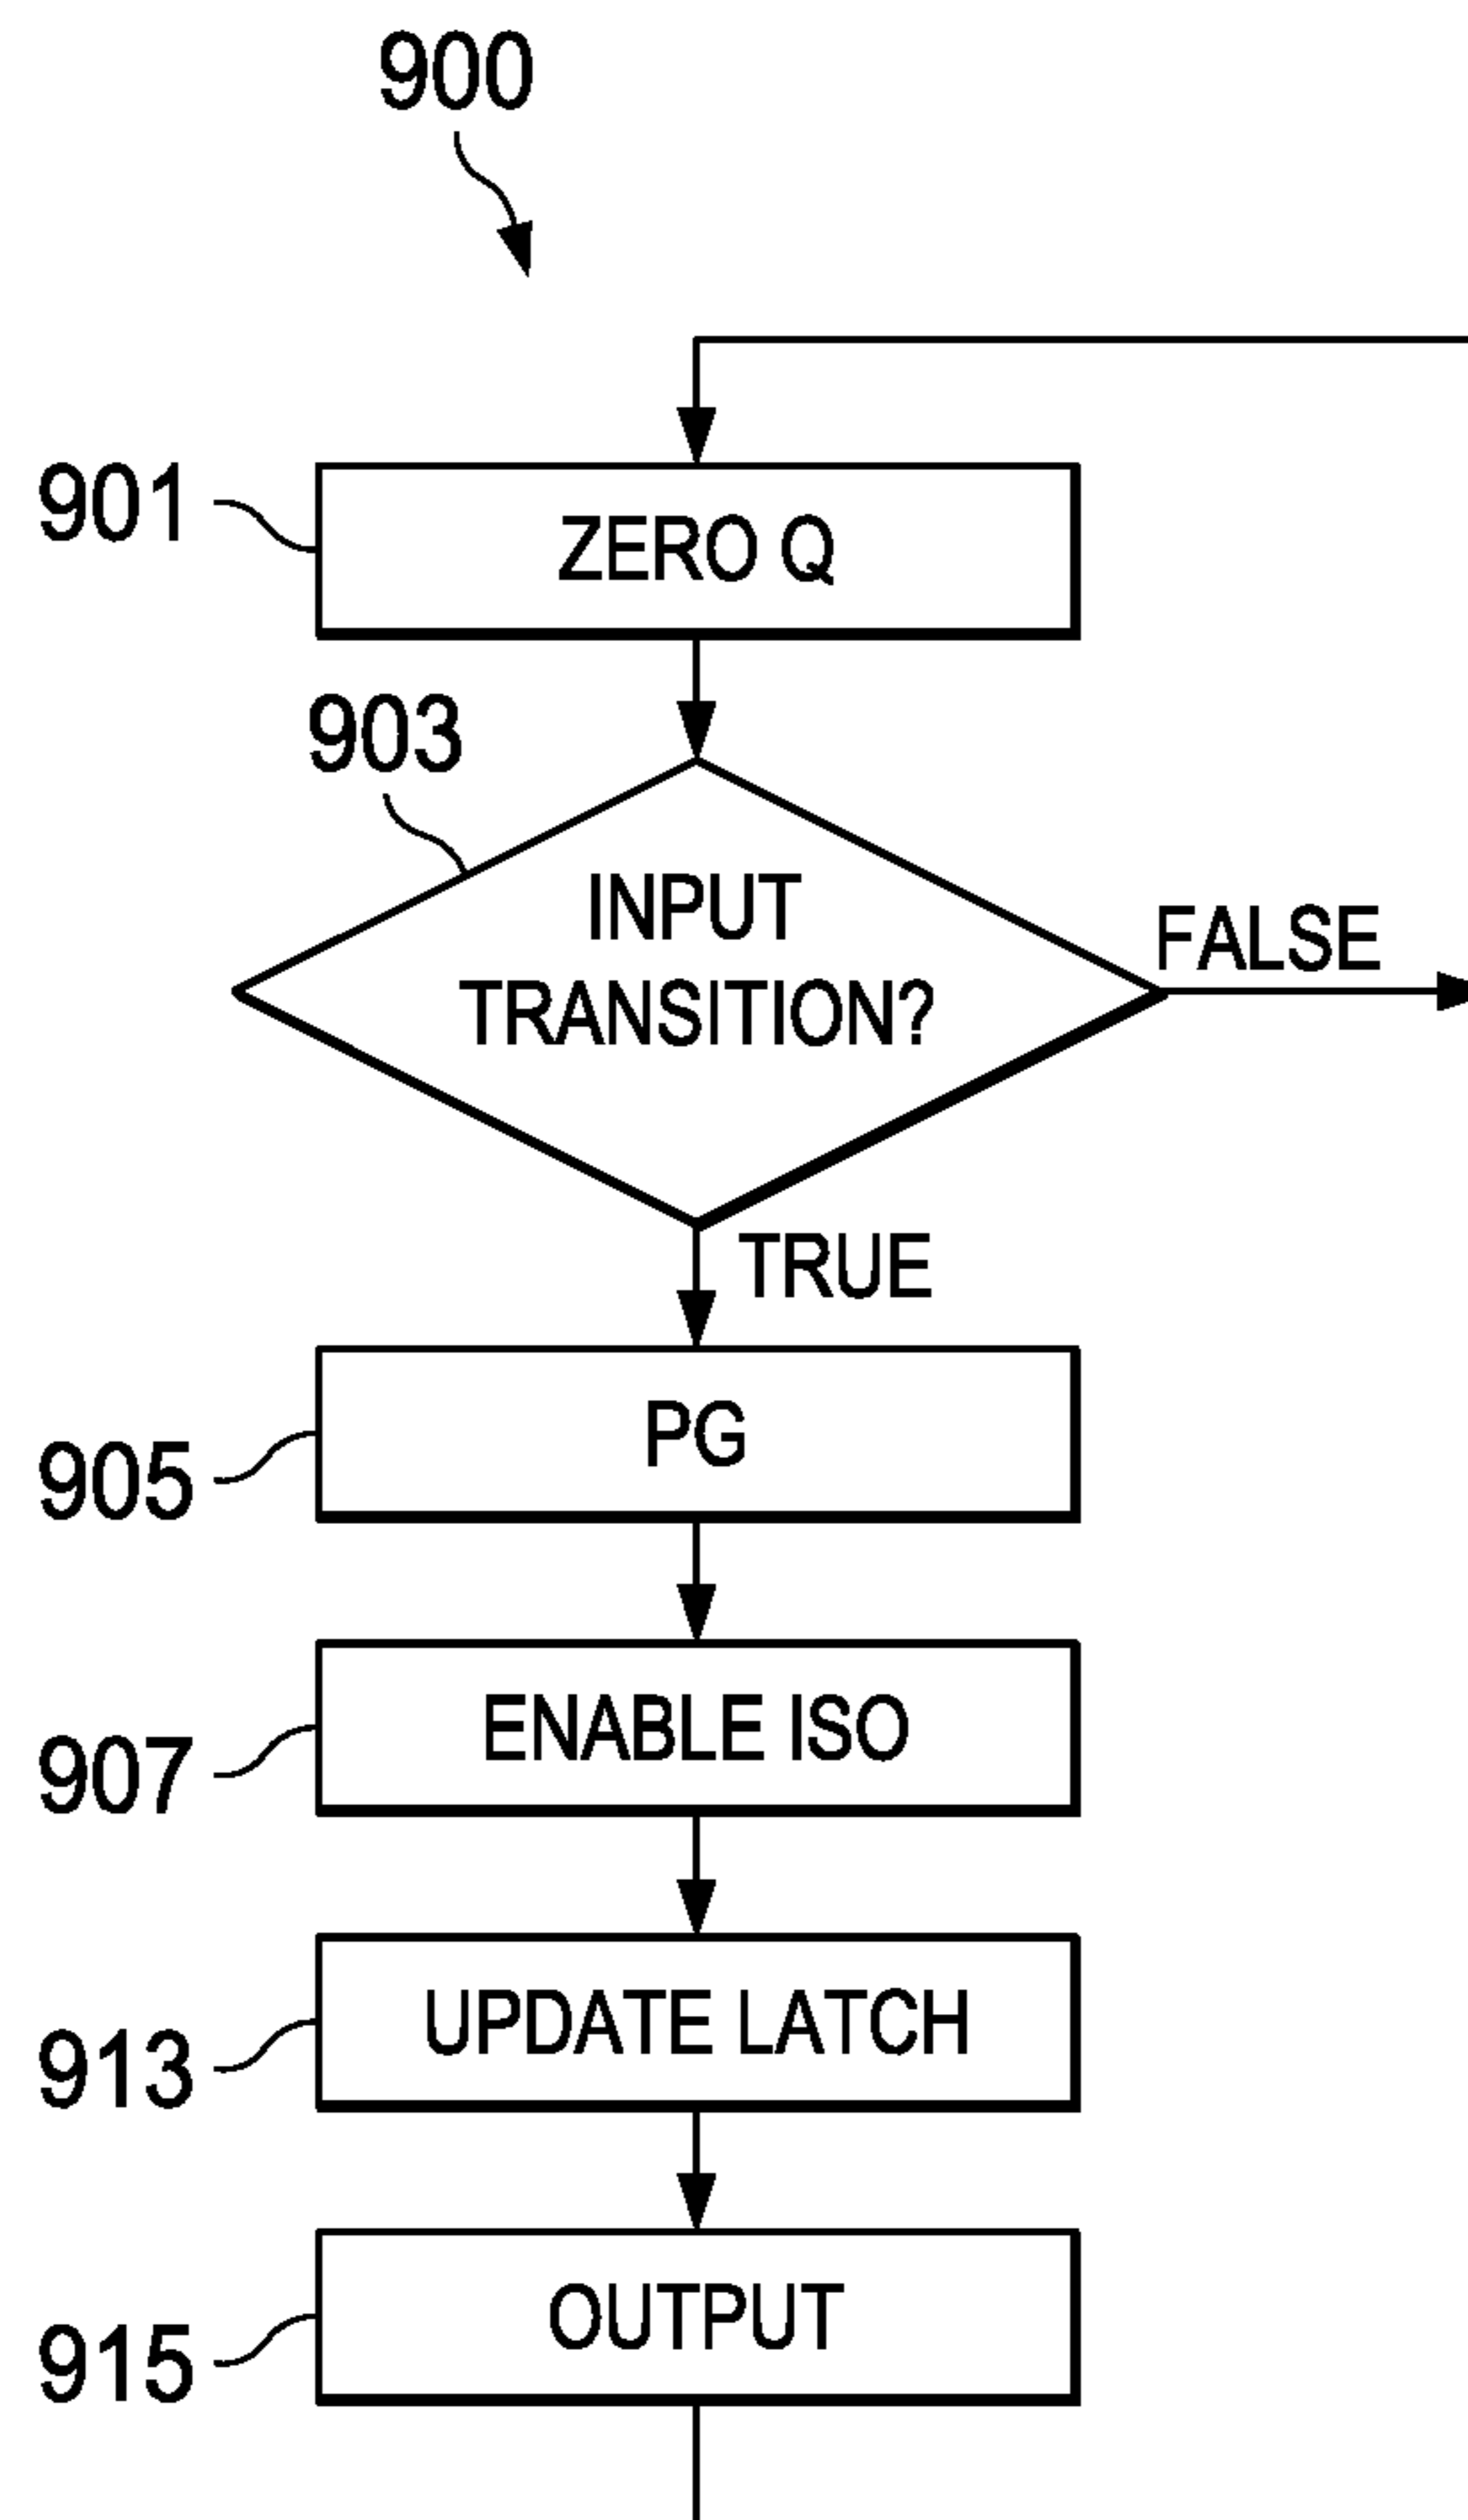 900
901
ZERO Q
903
INPUT
TRANSITION?
FALSE
TRUE
905
PG
907
ENABLE ISO
913
UPDATE LATCH
915
OUTPUT